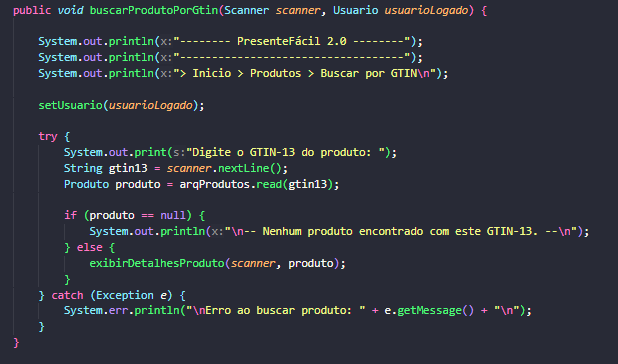 public void buscarProdutoPorGtin(Scanner scanner, Usuario usuarioLogado) {
System.out.println(x:"-------- PresenteFácil 2.0 --------");
System.out.println(x:"-----------------------------------");
System.out.println(x:"> Inicio > Produtos > Buscar por GTIN\n");
setUsuario(usuarioLogado);
try {
System.out.print(s:"Digite o GTIN-13 do produto: ");
String gtin13 = scanner.nextLine();
Produto produto = arqProdutos.read(gtin13);
if (produto == null) {
System.out.println(x:"\n-- Nenhum produto encontrado com este GTIN-13. --\n");
} else {
exibirDetalhesProduto(scanner, produto);
}
} catch (Exception e) {
System.err.println("\nErro ao buscar produto: " + e.getMessage() + "\n");
}
}